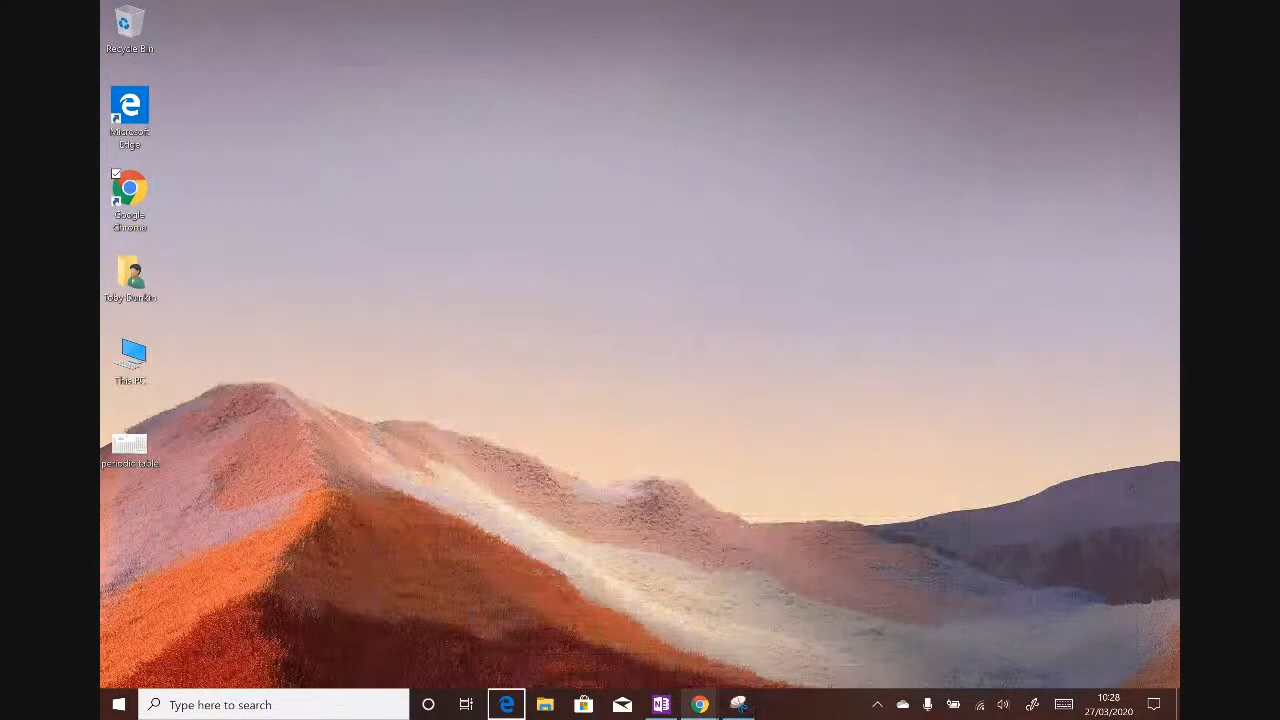 Recycle Bin
Microsoft
Edge
Google
Chrome
Toby Dunkin
This PC
periodic table
Type here to search
10:28
27/03/2020